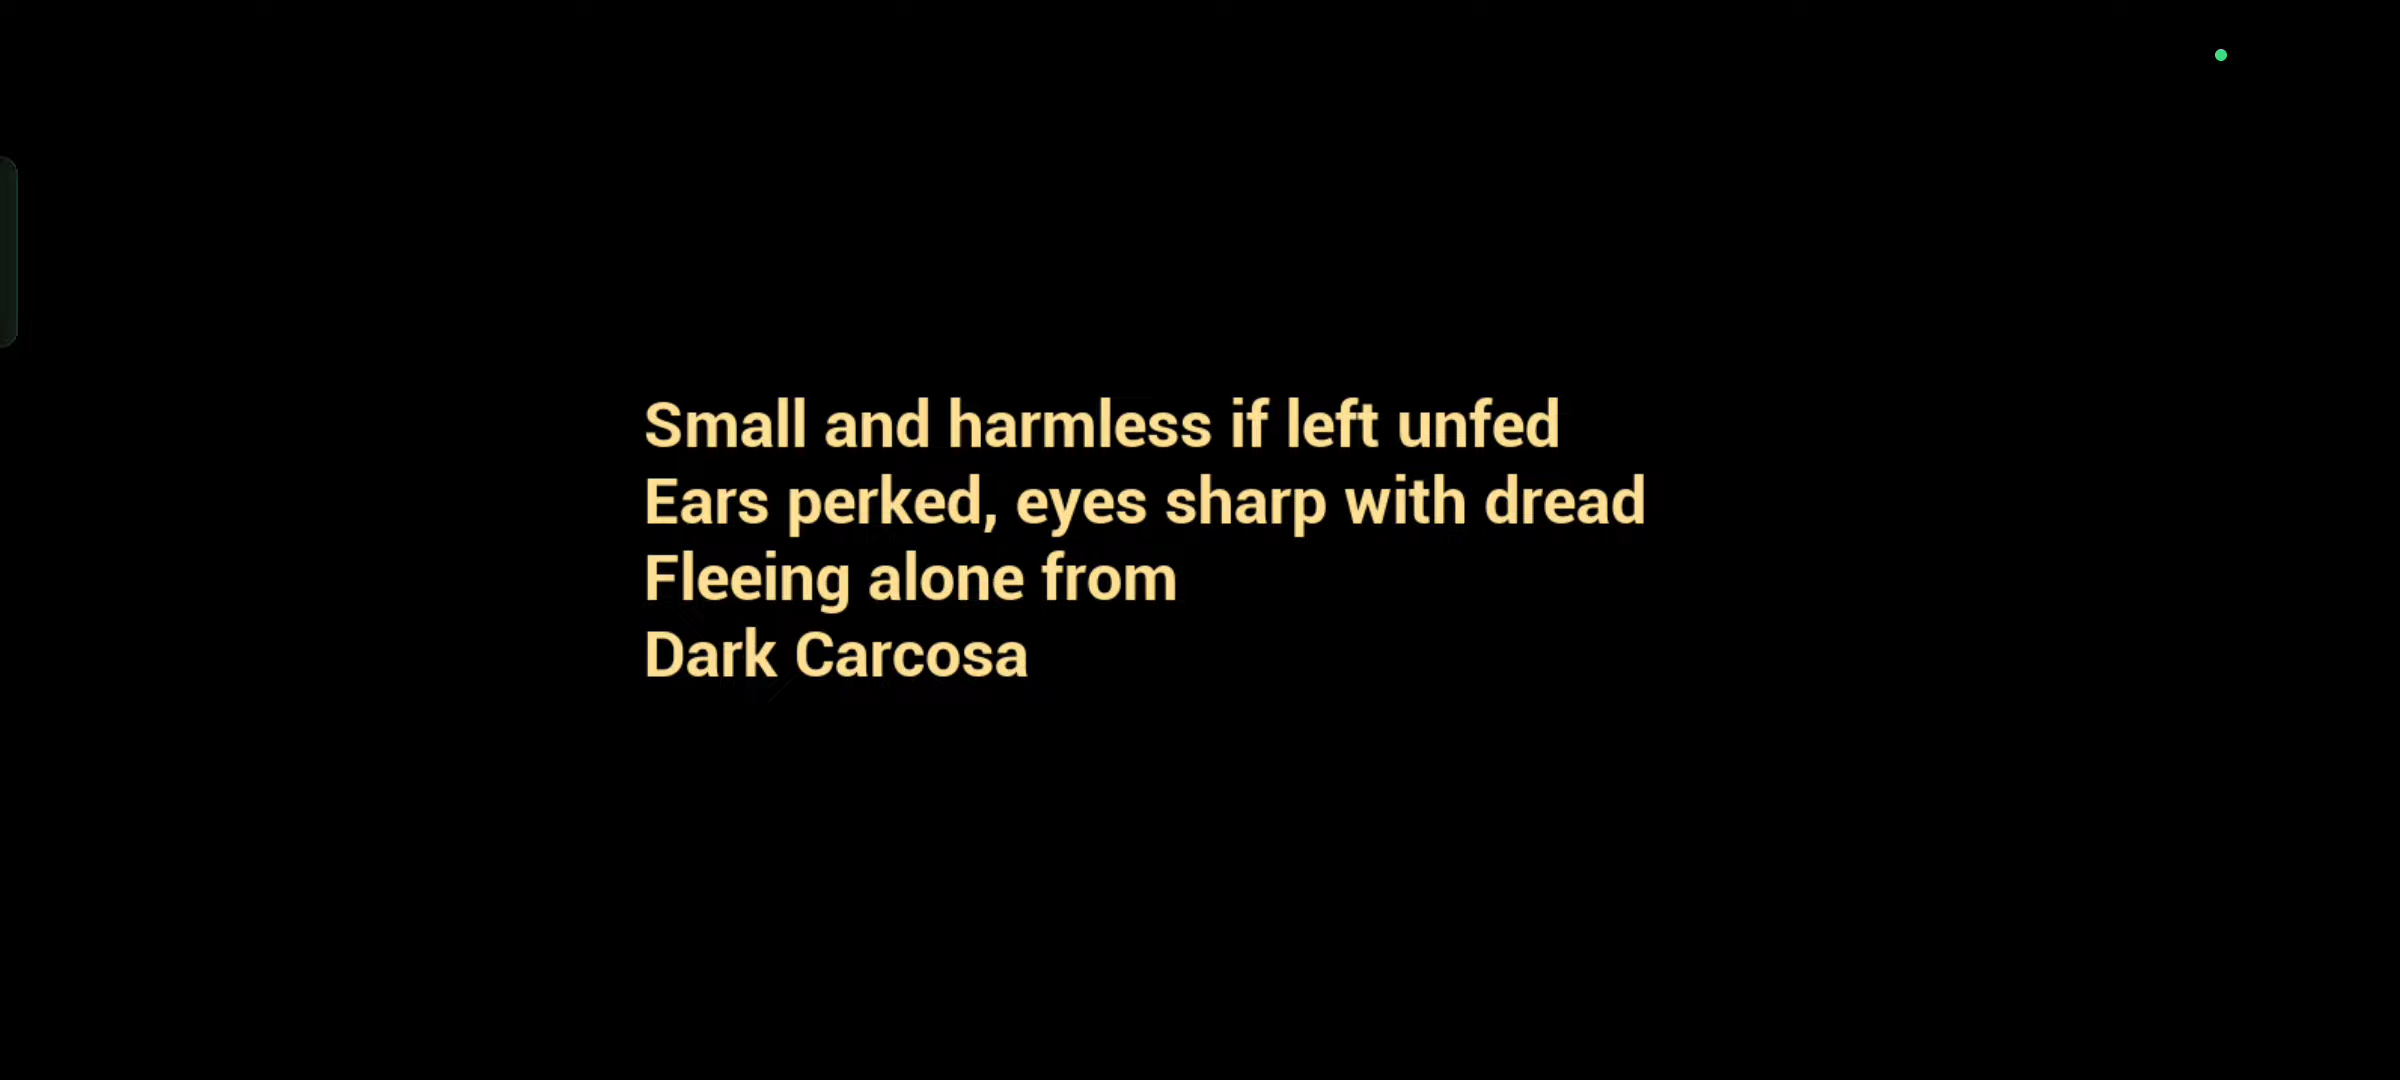 Small and harmless if left unfed
Ears perked, eyes sharp with dread
Fleeing alone from
Dark Carcosa